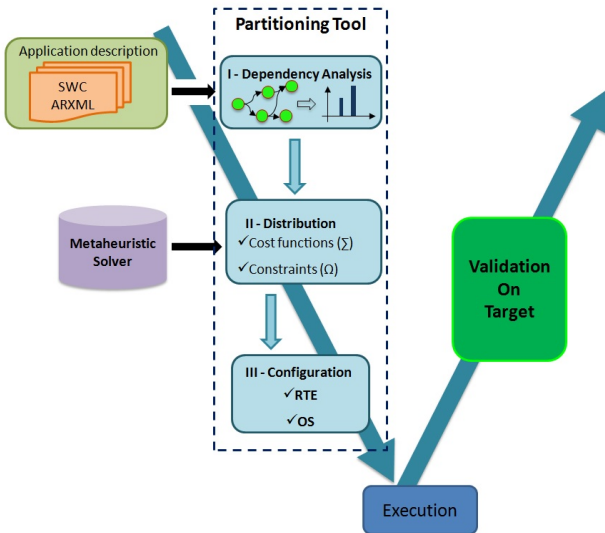 Partitioning Tool
Application description
SWC
ARXML
I - Dependency Analysis
Metaheuristic
Solver
II - Distribution
✓Cost functions (∑)
✓Constraints (Ω)
III - Configuration
✓RTE
✓OS
Validation
On
Target
Execution